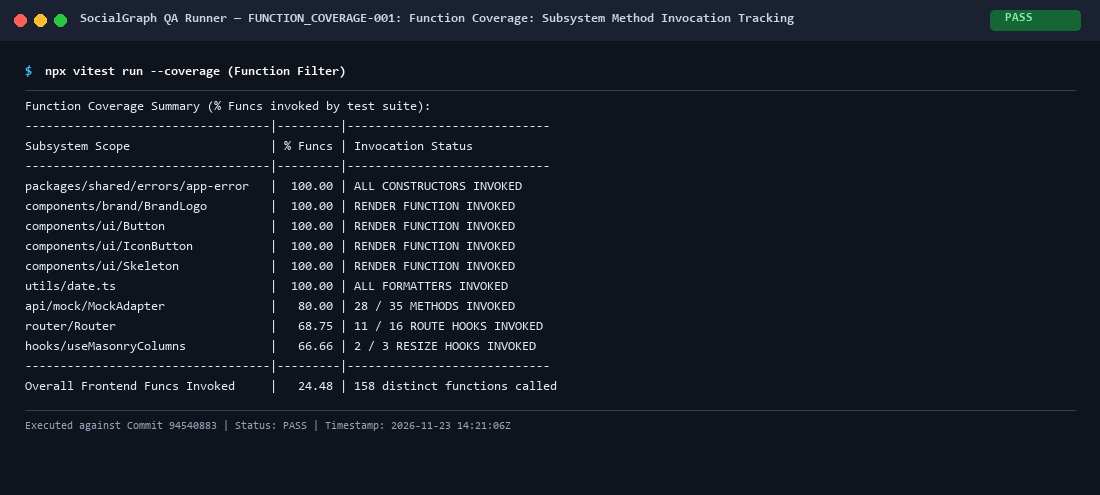 SocialGraph QA Runner — FUNCTION_COVERAGE-001: Function Coverage: Subsystem Method Invocation Tracking
PASS
$ npx vitest run --coverage (Function Filter)
Function Coverage Summary (% Funcs invoked by test suite):
-----------------------------------|---------|-----------------------------
Subsystem Scope                    | % Funcs | Invocation Status
-----------------------------------|---------|-----------------------------
packages/shared/errors/app-error   |  100.00 | ALL CONSTRUCTORS INVOKED
components/brand/BrandLogo         |  100.00 | RENDER FUNCTION INVOKED
components/ui/Button               |  100.00 | RENDER FUNCTION INVOKED
components/ui/IconButton           |  100.00 | RENDER FUNCTION INVOKED
components/ui/Skeleton             |  100.00 | RENDER FUNCTION INVOKED
utils/date.ts                      |  100.00 | ALL FORMATTERS INVOKED
api/mock/MockAdapter               |   80.00 | 28 / 35 METHODS INVOKED
router/Router                      |   68.75 | 11 / 16 ROUTE HOOKS INVOKED
hooks/useMasonryColumns            |   66.66 | 2 / 3 RESIZE HOOKS INVOKED
-----------------------------------|---------|-----------------------------
Overall Frontend Funcs Invoked     |   24.48 | 158 distinct functions called
Executed against Commit 94540883 | Status: PASS | Timestamp: 2026-11-23 14:21:06Z